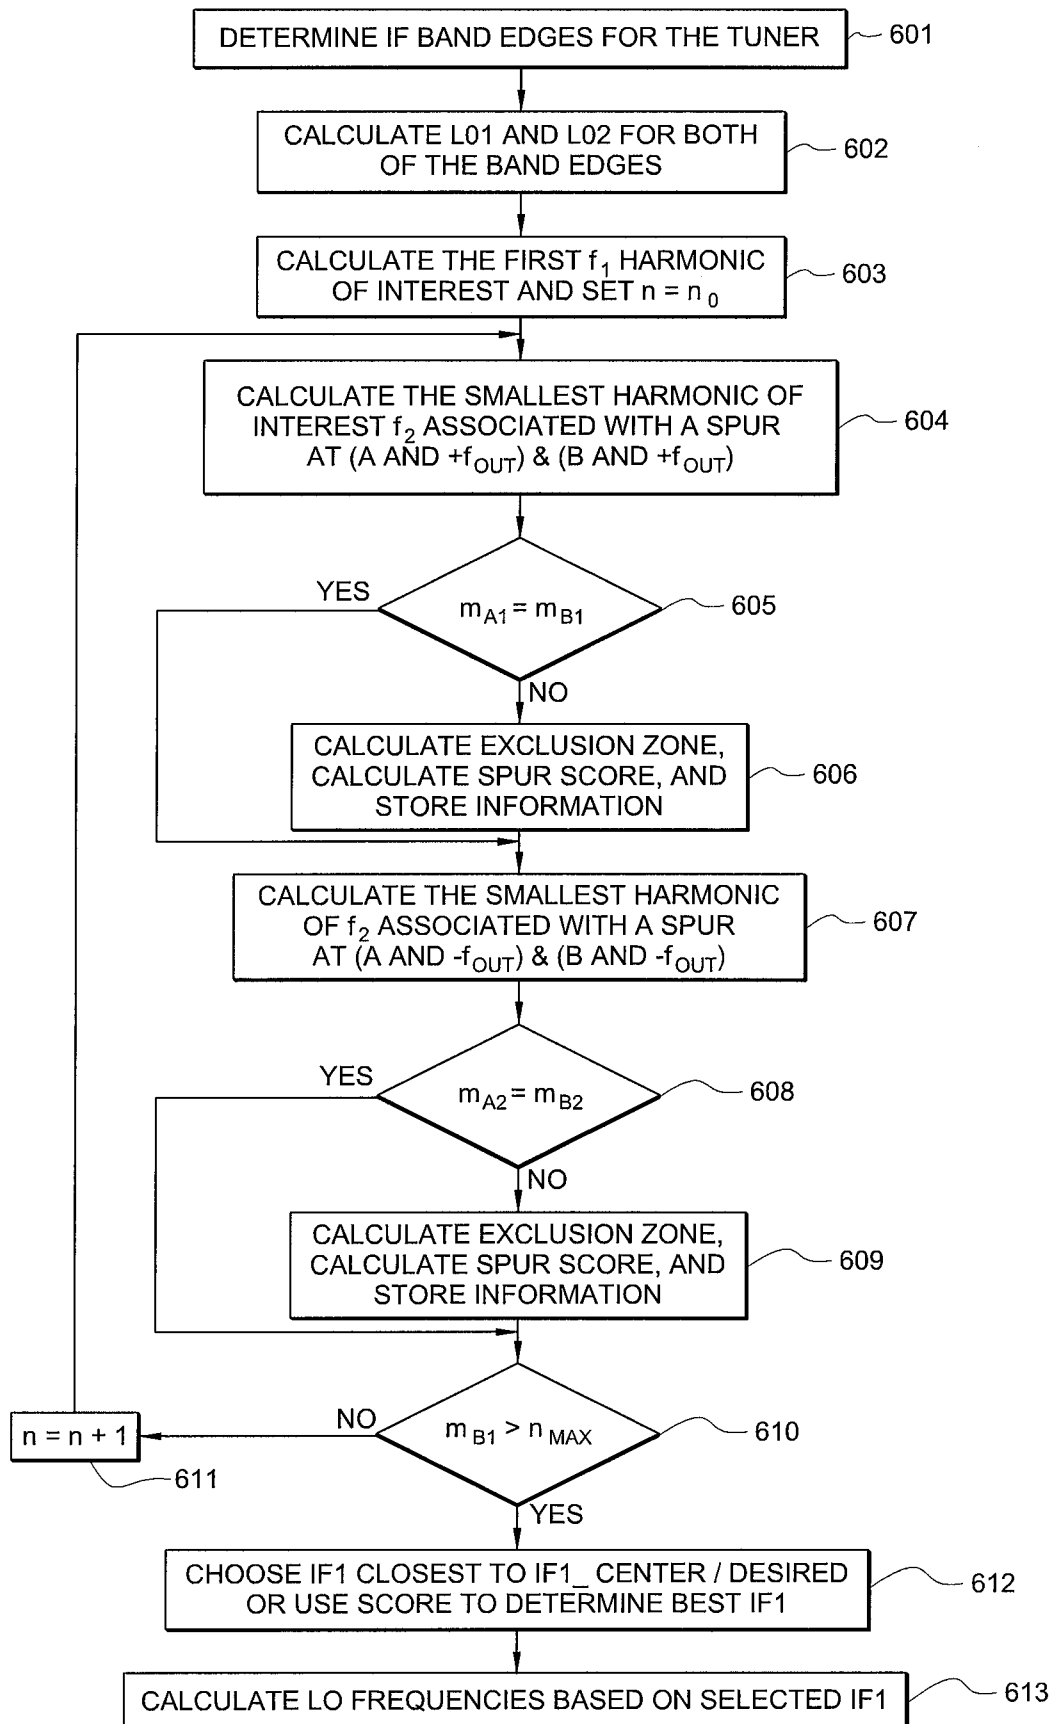 DETERMINE IF BAND EDGES FOR THE TUNER
601
CALCULATE L01 AND L02 FOR BOTH
OF THE BAND EDGES
602
CALCULATE THE FIRST f1 HARMONIC
OF INTEREST AND SET n = n0
603
CALCULATE THE SMALLEST HARMONIC OF
INTEREST f2 ASSOCIATED WITH A SPUR
AT (A AND +fOUT) & (B AND +fOUT)
604
YES
mA1 = mB1
605
NO
CALCULATE EXCLUSION ZONE,
CALCULATE SPUR SCORE, AND
STORE INFORMATION
606
CALCULATE THE SMALLEST HARMONIC
OF f2 ASSOCIATED WITH A SPUR
AT (A AND -fOUT) & (B AND -fOUT)
607
YES
mA2 = mB2
608
NO
CALCULATE EXCLUSION ZONE,
CALCULATE SPUR SCORE, AND
STORE INFORMATION
609
NO
mB1 > nMAX
610
n = n + 1
611
YES
CHOOSE IF1 CLOSEST TO IF1_ CENTER / DESIRED
OR USE SCORE TO DETERMINE BEST IF1
612
CALCULATE LO FREQUENCIES BASED ON SELECTED IF1
613